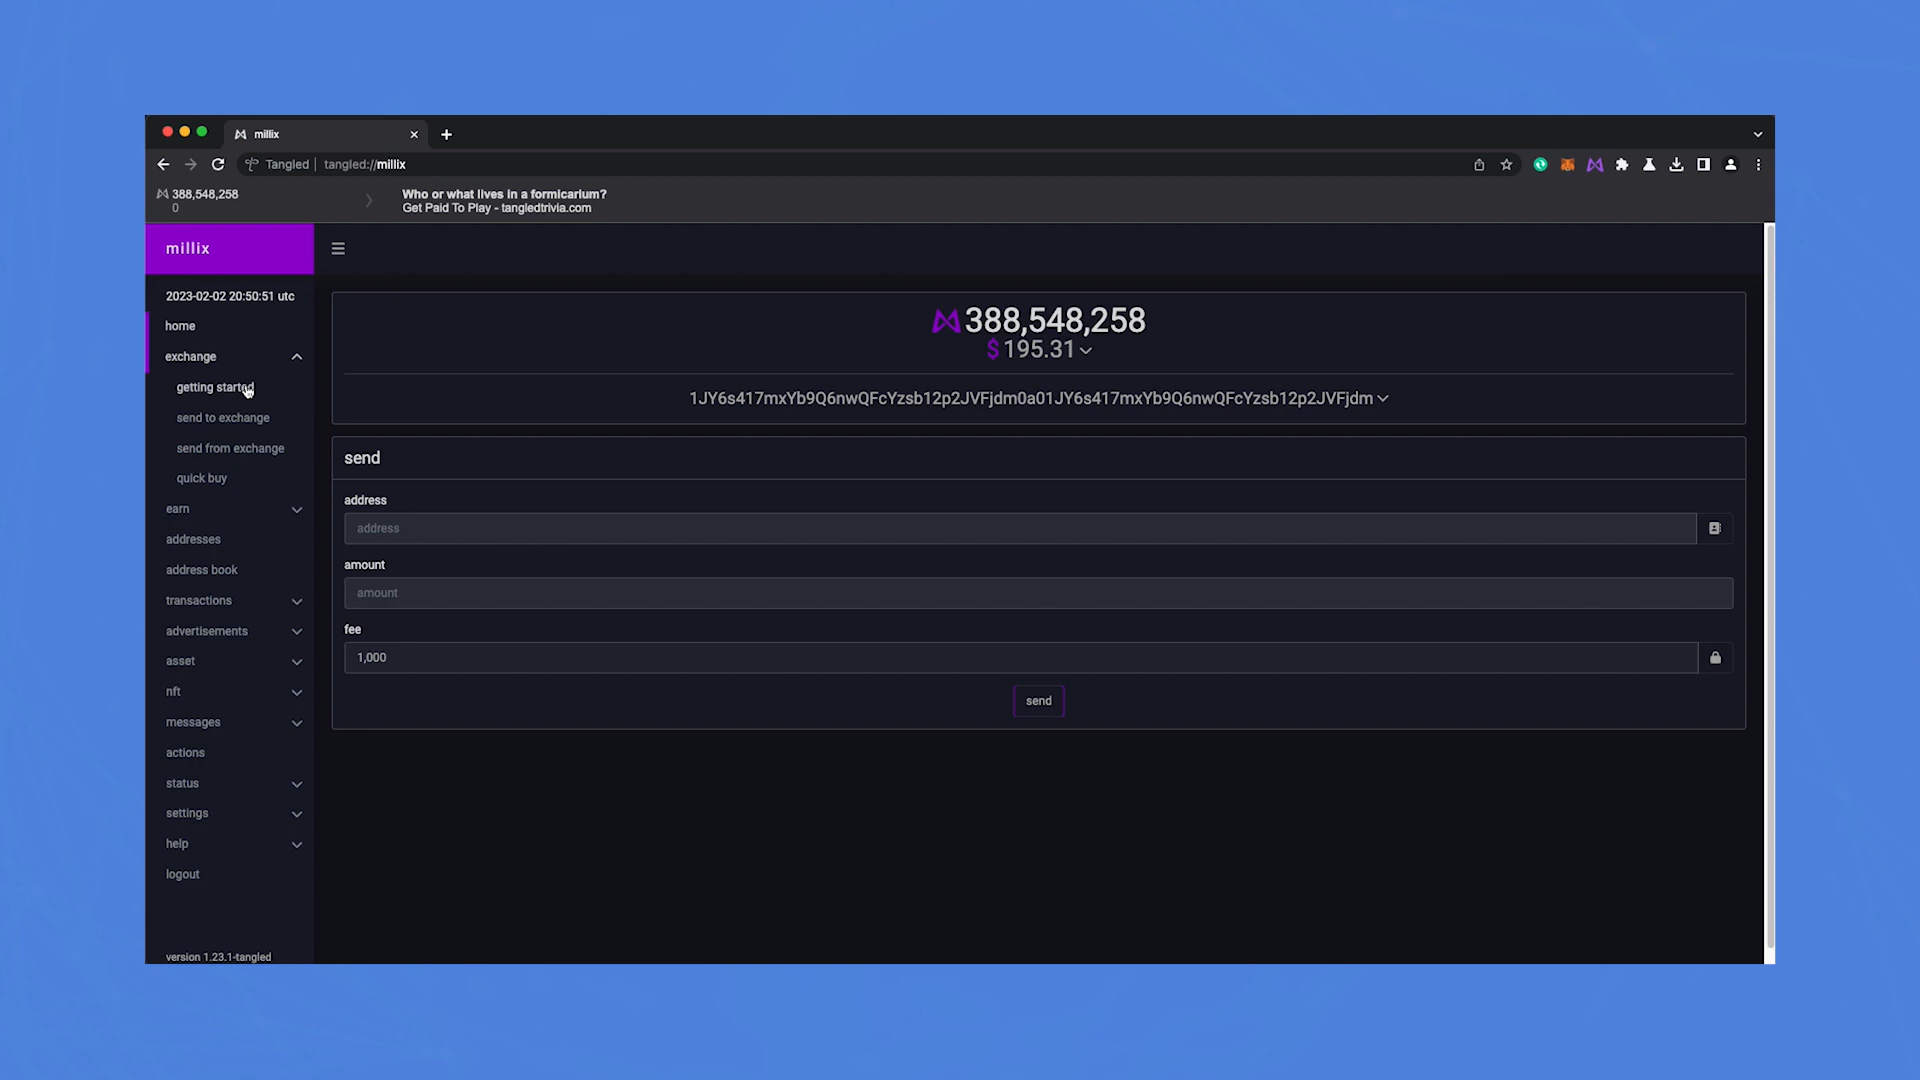 millix
Tangled | tangled://millix
388,548,258
0
Who or what lives in a formicarium?
Get Paid To Play - tangledtrivia.com
millix
2023-02-02 20:50:51 utc
home
exchange
getting started
send to exchange
send from exchange
quick buy
earn
addresses
address book
transactions
advertisements
asset
nft
messages
actions
status
settings
help
logout
version 1.23.1-tangled
388,548,258
$195.31
1JY6s417mxYb9Q6nwQFcYzsb12p2JVFjdm0a01JY6s417mxYb9Q6nwQFcYzsb12p2JVFjdm
send
address
address
amount
amount
fee
1,000
send